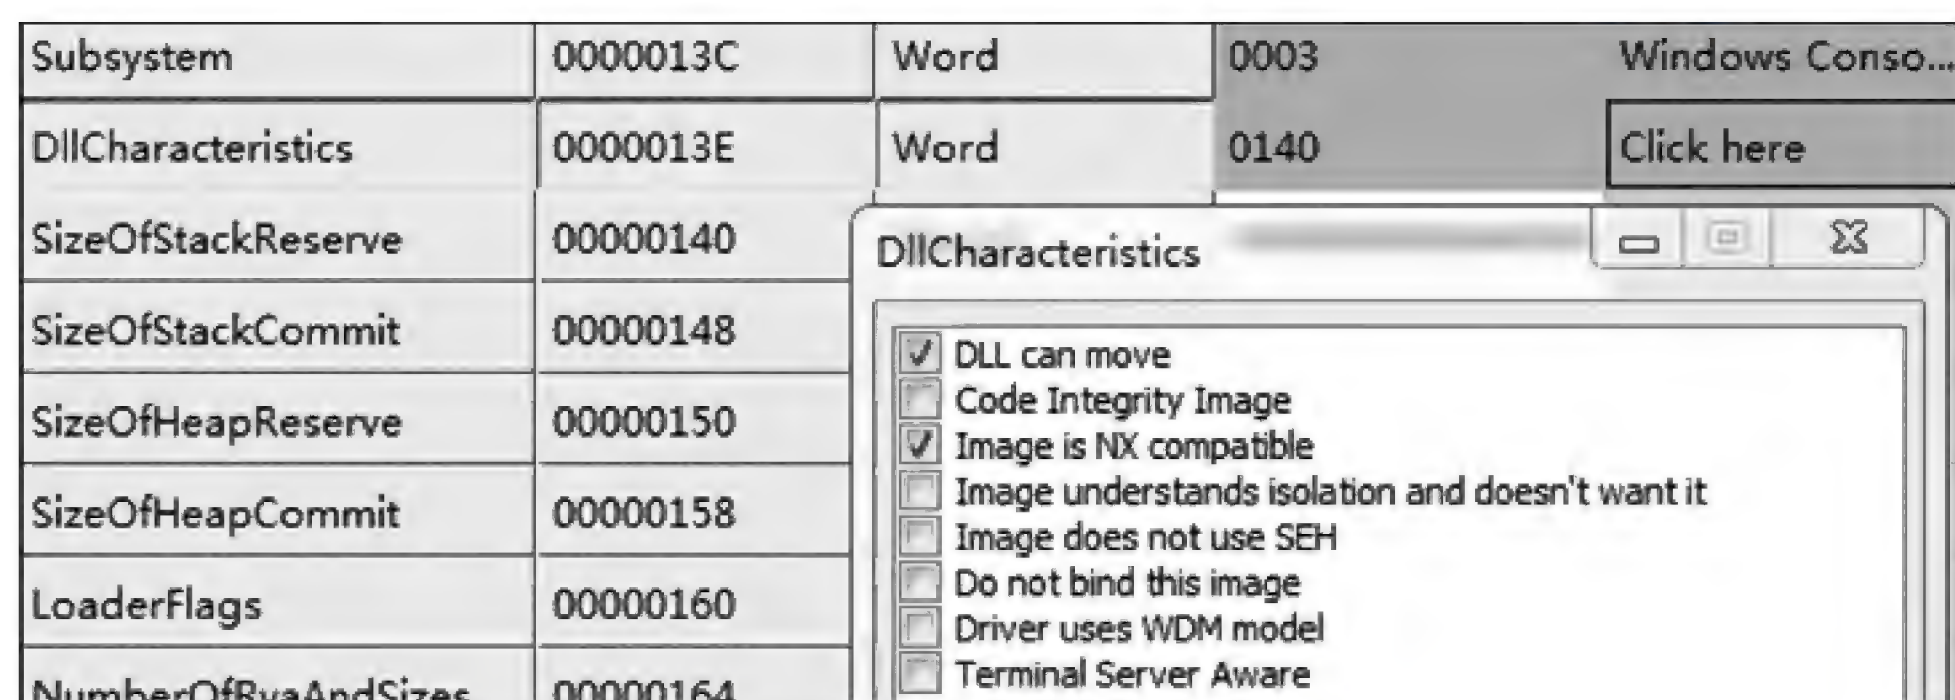 Subsystem 0000013C Word 0003 Windows Conso...
DllCharacteristics 0000013E Word 0140 Click here
SizeOfStackReserve 00000140
DllCharacteristics
SizeOfStackCommit 00000148
DLL can move
Code Integrity Image
SizeOfHeapReserve 00000150
Image is NX compatible
Image understands isolation and doesn't want it
SizeOfHeapCommit 00000158
Image does not use SEH
Do not bind this image
LoaderFlags 00000160
Driver uses WDM model
Terminal Server Aware
NumberOfRvaAndSizes 00000164